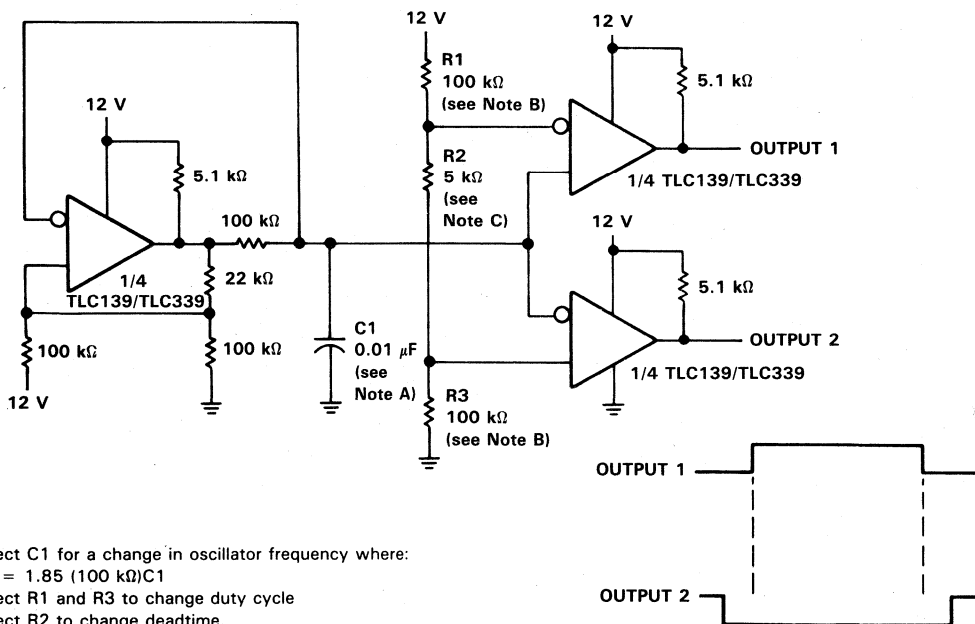 12 V
12 V
12 V
R1
100 kΩ
(see Note B)
5.1 kΩ
OUTPUT 1
1/4 TLC139/TLC339
12 V
5.1 kΩ
100 kΩ
22 kΩ
1/4
TLC139/TLC339
100 kΩ
12 V
100 kΩ
C1
0.01 μF
(see
Note A)
R2
5 kΩ
(see
Note C)
R3
100 kΩ
(see Note B)
12 V
5.1 kΩ
OUTPUT 2
1/4 TLC139/TLC339
OUTPUT 1
OUTPUT 2
ect C1 for a change in oscillator frequency where:
= 1.85 (100 kΩ)C1
ect R1 and R3 to change duty cycle
ect R2 to change deadtime